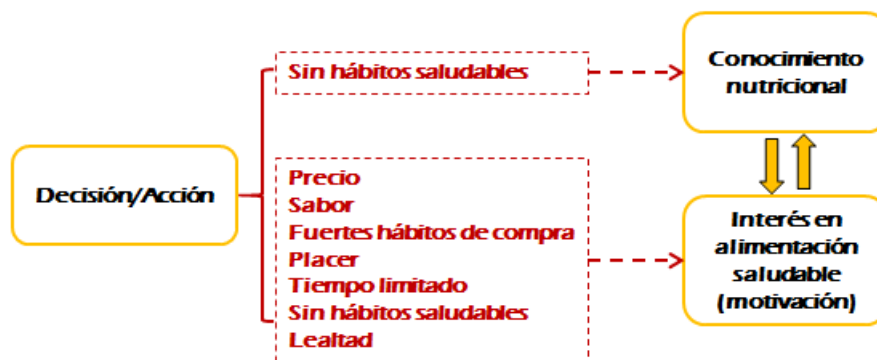 Decisión/Acción
Sin hábitos saludables
Precio
Sabor
Fuertes hábitos de compra
Placer
Tiempo limitado
Sin hábitos saludables
Lealtad
Conocimiento
nutricional
Interés en
alimentación
saludable
(motivación)